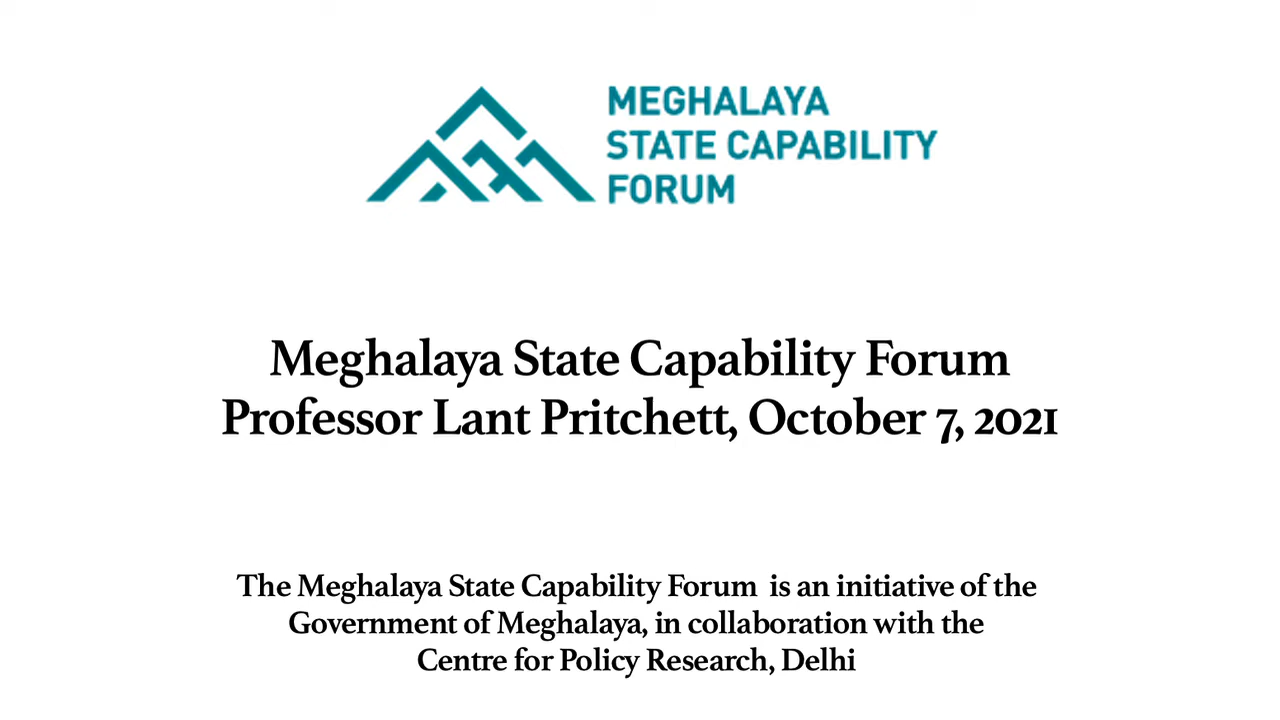 MEGHALAYA
STATE CAPABILITY
FORUM
Meghalaya State Capability Forum
Professor Lant Pritchett, October 7, 2021
The Meghalaya State Capability Forum is an initiative of the
Government of Meghalaya, in collaboration with the
Centre for Policy Research, Delhi